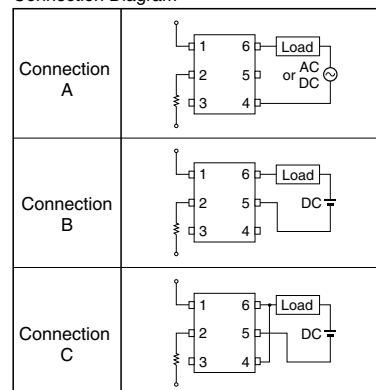 Connection Diagram
Connection
A
1 6 Load
2 5 or AC
DC
3 4
Connection
B
1 6 Load
2 5 DC
3 4
Connection
C
1 6 Load
2 5 DC
3 4